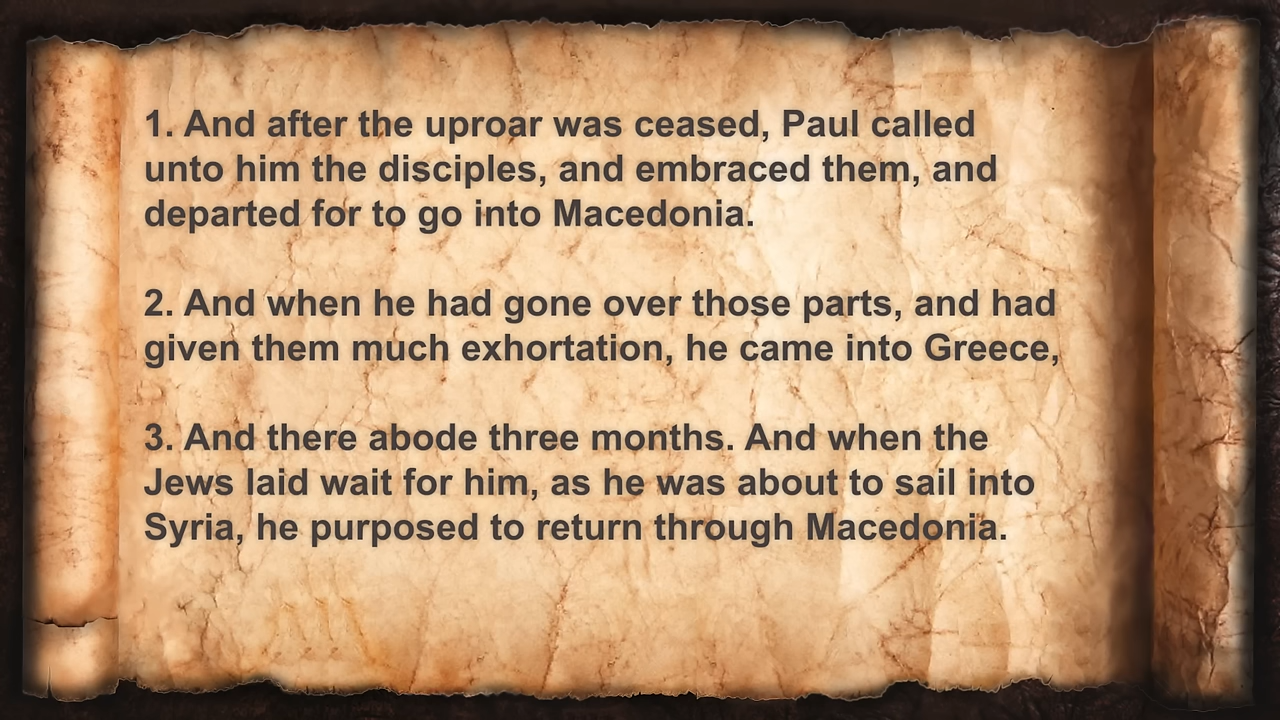 1. And after the uproar was ceased, Paul called
unto him the disciples, and embraced them, and
departed for to go into Macedonia.
2. And when he had gone over those parts, and had
given them much exhortation, he came into Greece,
3. And there abode three months. And when the
Jews laid wait for him, as he was about to sail into
Syria, he purposed to return through Macedonia.